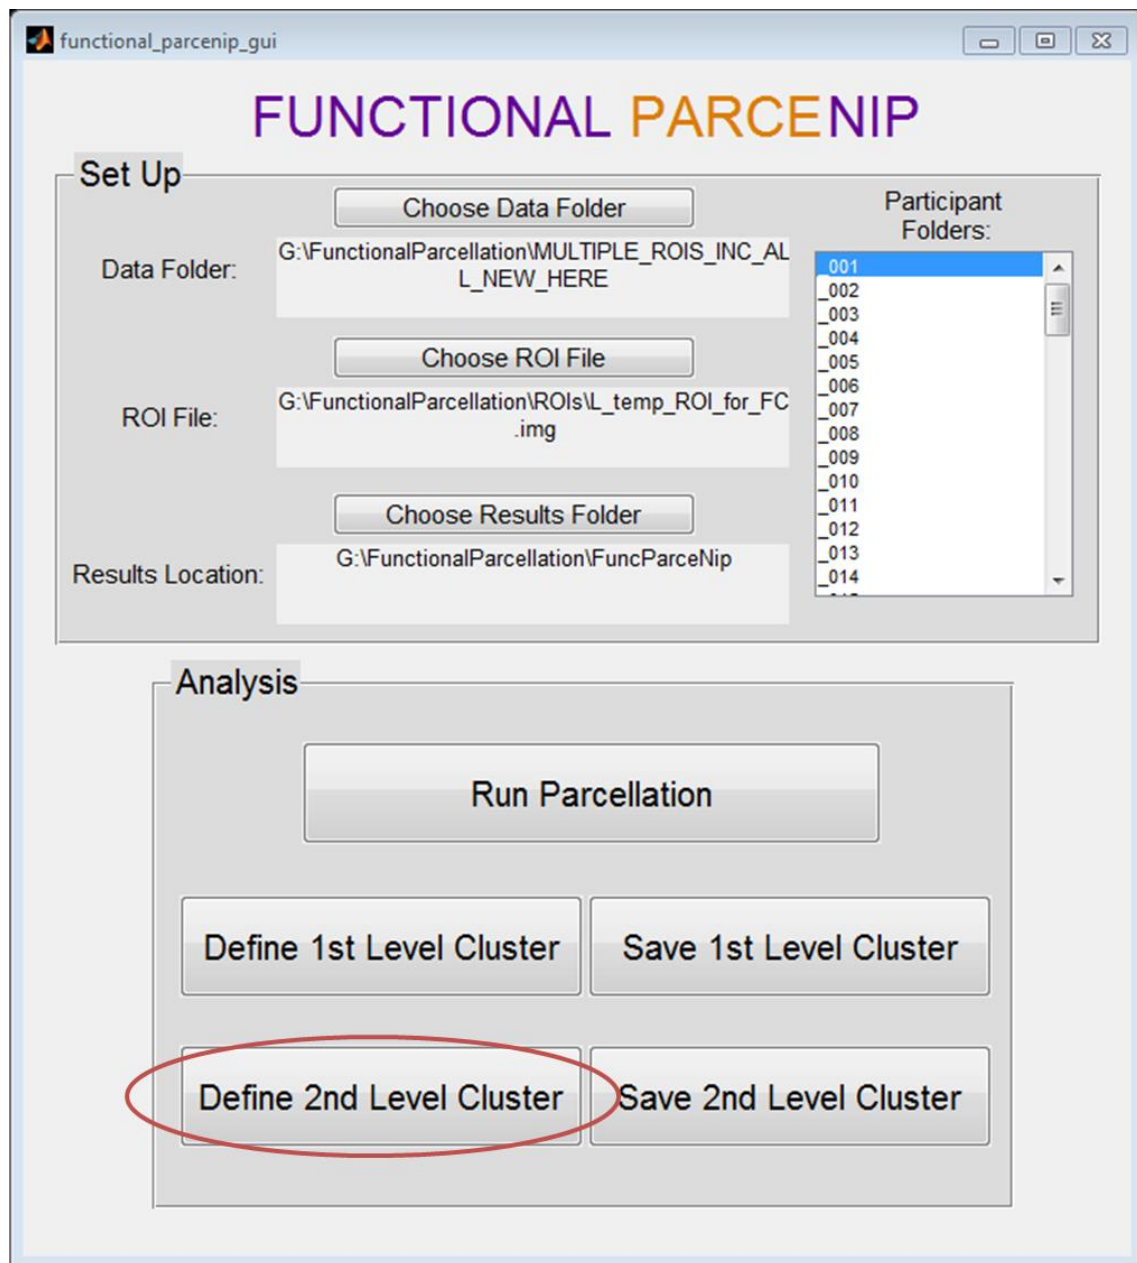 functional_parcenip_gui
FUNCTIONAL PARCENIP
Set Up
Choose Data Folder
Data Folder:
G:\FunctionalParcellation\MULTIPLE_ROIS_INC_AL
L_NEW_HERE
Choose ROI File
ROI File:
G:\FunctionalParcellation\ROIs\L_temp_ROI_for_FC
.img
Choose Results Folder
Results Location:
G:\FunctionalParcellation\FuncParceNip
Participant
Folders:
_001
_002
_003
_004
_005
_006
_007
_008
_009
_010
_011
_012
_013
_014
Analysis
Run Parcellation
Define 1st Level Cluster
Save 1st Level Cluster
Define 2nd Level Cluster
Save 2nd Level Cluster